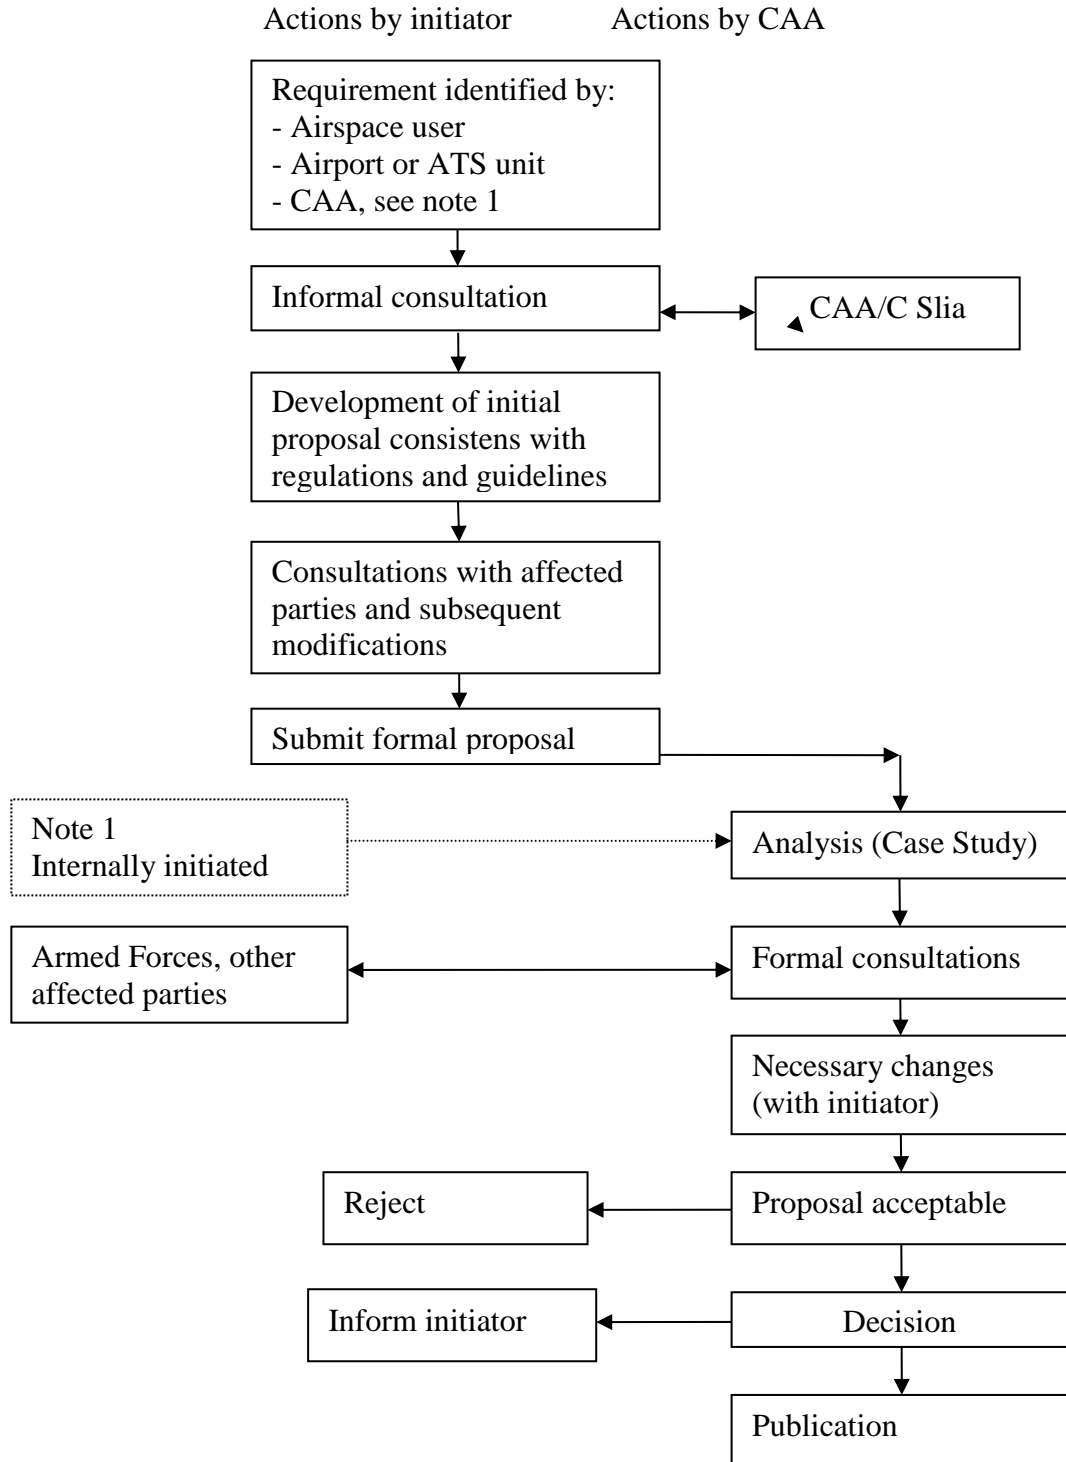 Actions by initiator
Actions by CAA
Requirement identified by:
- Airspace user
- Airport or ATS unit
- CAA, see note 1
Informal consultation
CAA/C Slia
Development of initial
proposal consistens with
regulations and guidelines
Consultations with affected
parties and subsequent
modifications
Submit formal proposal
Note 1
Internally initiated
Analysis (Case Study)
Armed Forces, other
affected parties
Formal consultations
Necessary changes
(with initiator)
Reject
Proposal acceptable
Inform initiator
Decision
Publication